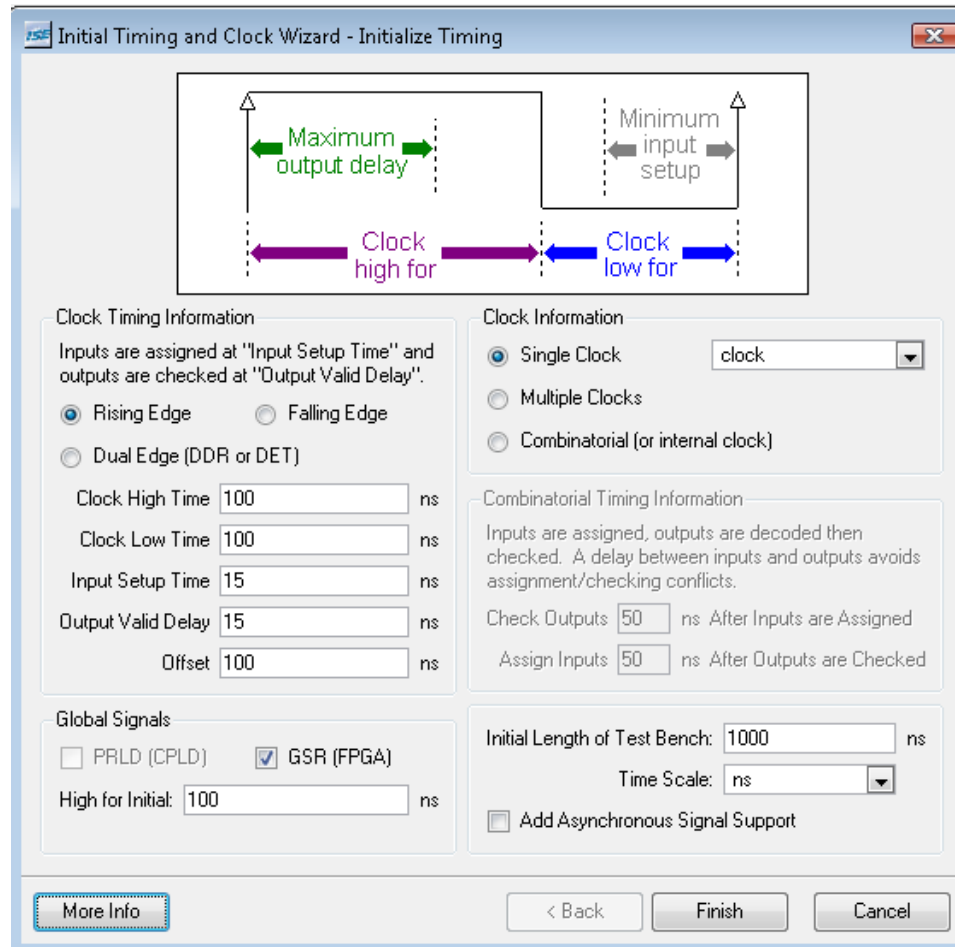 ISE Initial Timing and Clock Wizard - Initialize Timing
Maximum
output delay
Minimum
input
setup
Clock
high for
Clock
low for
Clock Timing Information
Inputs are assigned at "Input Setup Time" and
outputs are checked at "Output Valid Delay".
Rising Edge
Falling Edge
Dual Edge (DDR or DET)
Clock High Time 100 ns
Clock Low Time 100 ns
Input Setup Time 15 ns
Output Valid Delay 15 ns
Offset 100 ns
Global Signals
PRLD (CPLD)
GSR (FPGA)
High for Initial: 100 ns
Clock Information
Single Clock clock
Multiple Clocks
Combinatorial (or internal clock)
Combinatorial Timing Information
Inputs are assigned, outputs are decoded then
checked. A delay between inputs and outputs avoids
assignment/checking conflicts.
Check Outputs 50 ns After Inputs are Assigned
Assign Inputs 50 ns After Outputs are Checked
Initial Length of Test Bench: 1000 ns
Time Scale: ns
Add Asynchronous Signal Support
More Info
< Back
Finish
Cancel